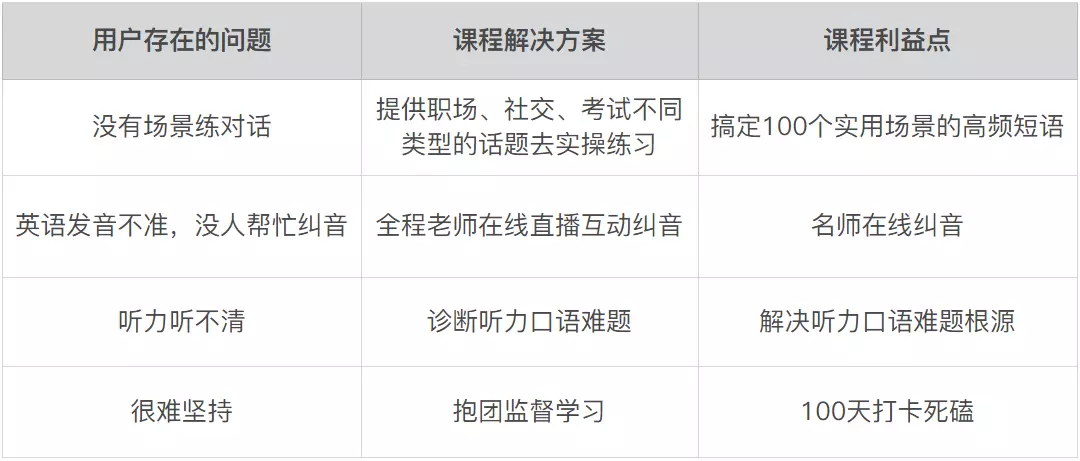 用户存在的问题
课程解决方案
课程利益点
没有场景练对话
提供职场、社交、考试不同
类型的话题去实操练习
搞定100个实用场景的高频短语
英语发音不准，没人帮忙纠音
全程老师在线直播互动纠音
名师在线纠音
听力听不清
诊断听力口语难题
解决听力口语难题根源
很难坚持
抱团监督学习
100天打卡死磕